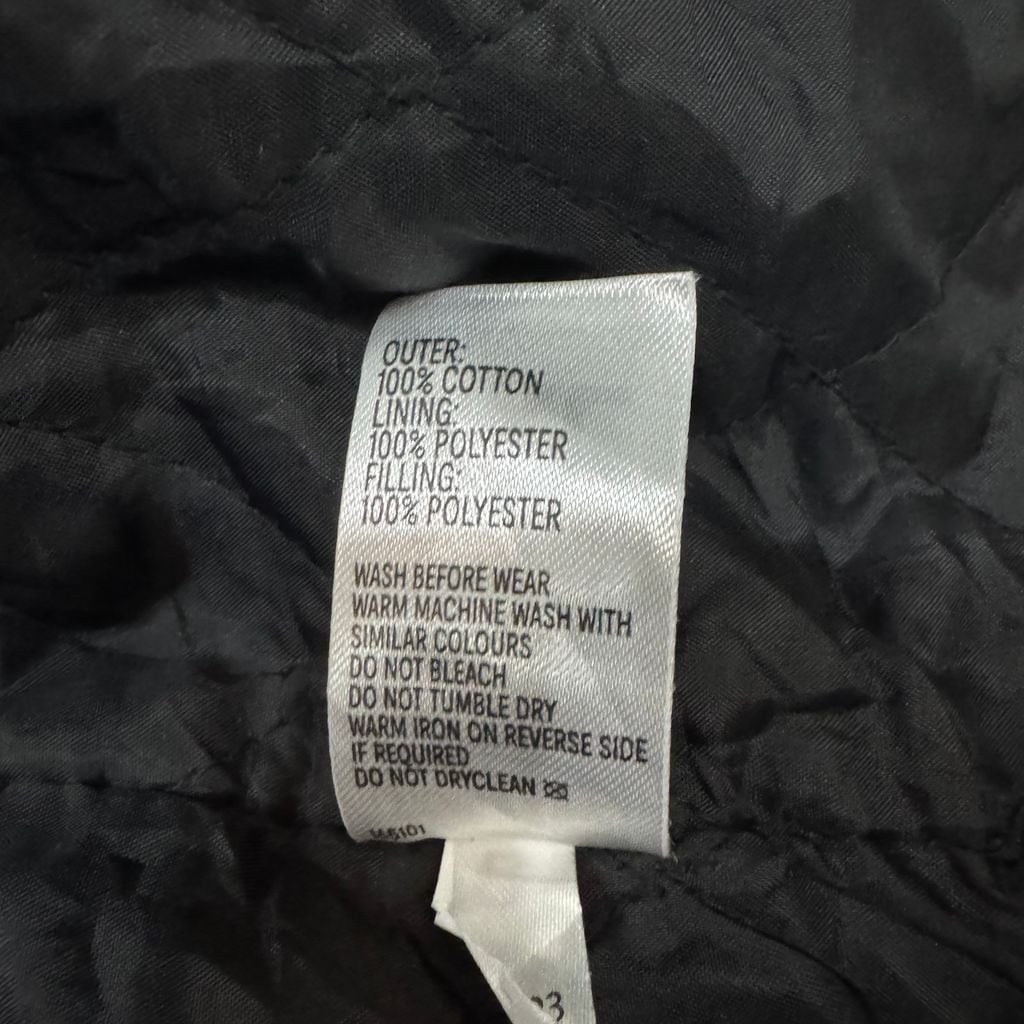 OUTER:
100% COTTON
LINING:
100% POLYESTER
FILLING:
100% POLYESTER
WASH BEFORE WEAR
WARM MACHINE WASH WITH
SIMILAR COLOURS
DO NOT BLEACH
DO NOT TUMBLE DRY
WARM IRON ON REVERSE SIDE
IF REQUIRED
DO NOT DRYCLEAN